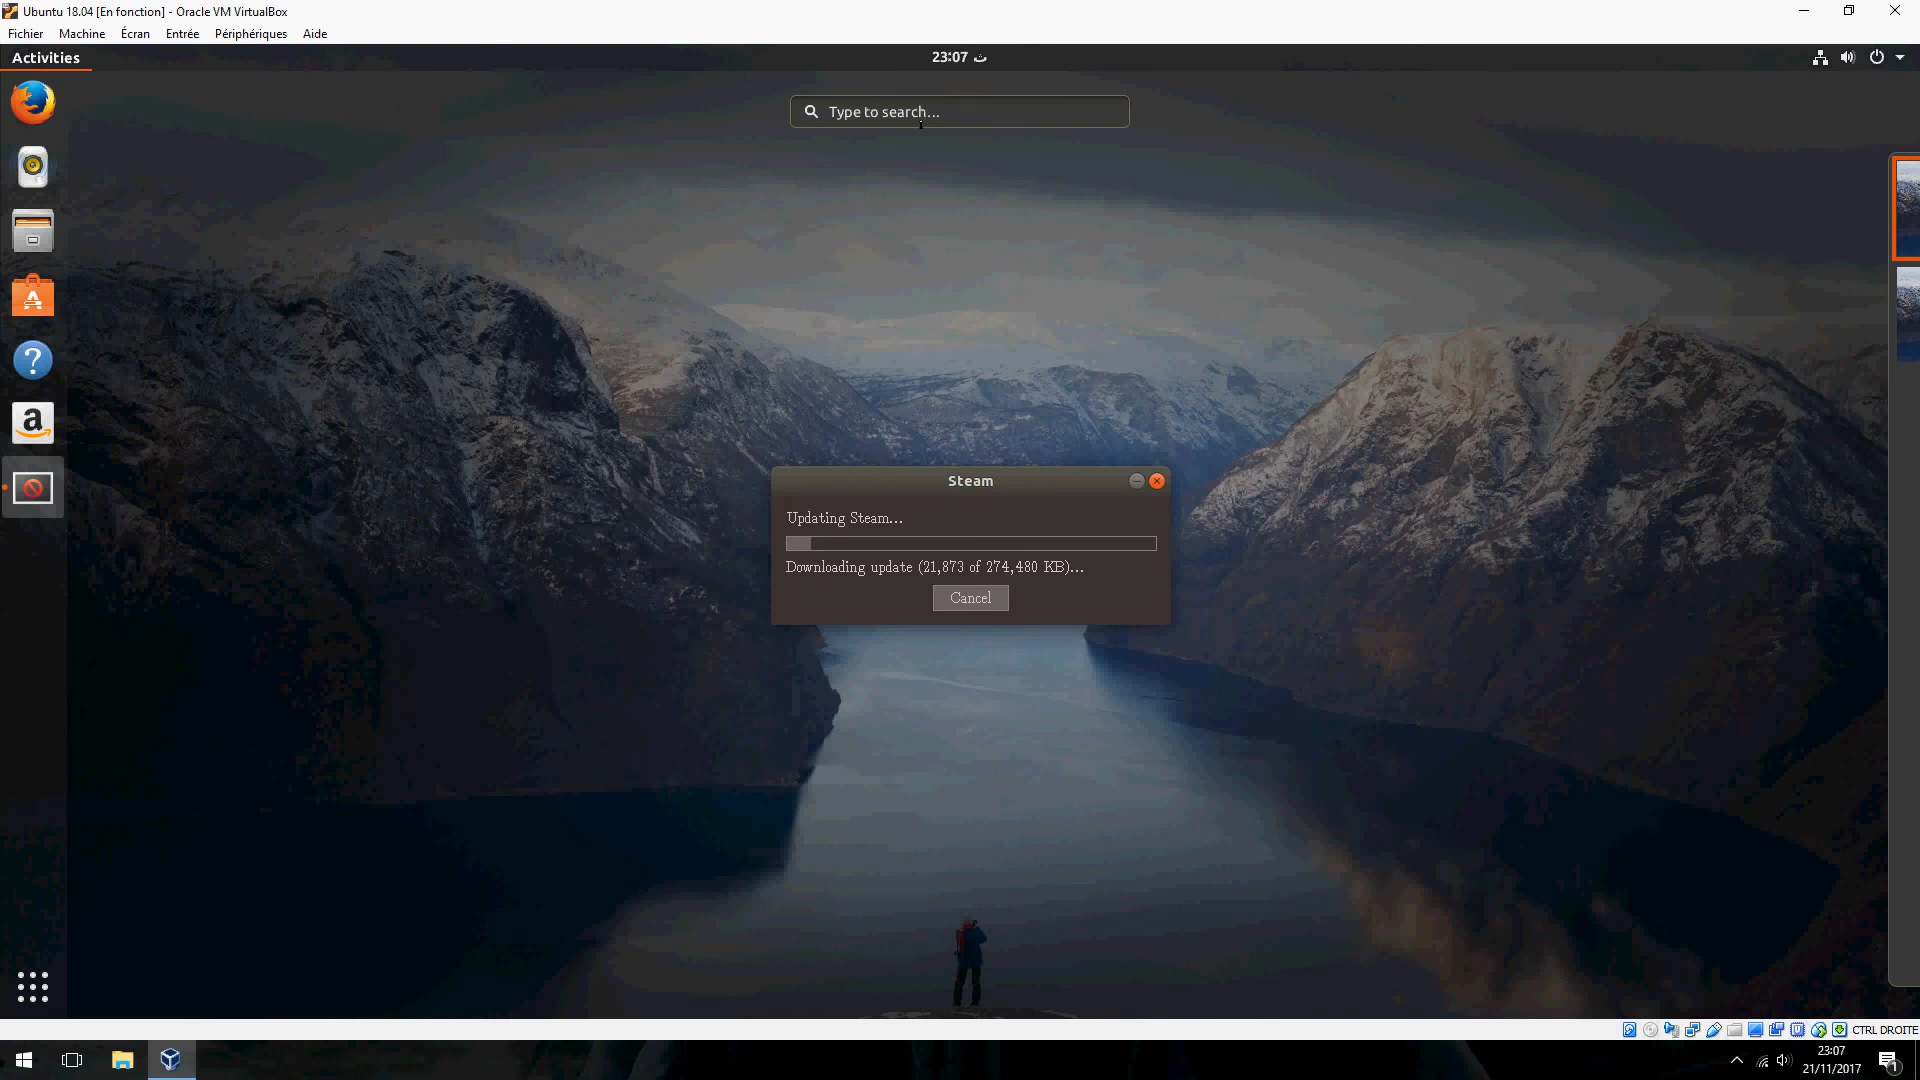 Ubuntu 18.04 [En fonction] - Oracle VM VirtualBox
Fichier Machine Écran Entrée Périphériques Aide
Activities
23:07 ث
Type to search...
a
Steam
Updating Steam...
Downloading update (21,873 of 274,480 KB)...
Cancel
CTRL DROITE
23:07
21/11/2017
1